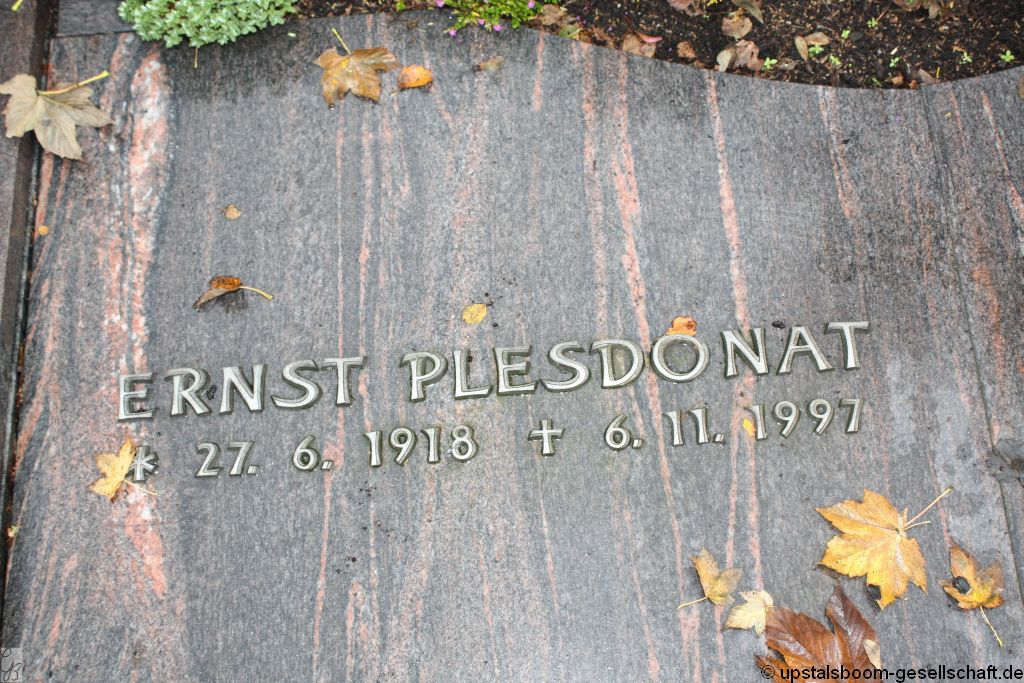 ERNST PLESDONAT
* 27. 6. 1918 ✝ 6. 11. 1997
© upstalsboom-gesellschaft.de